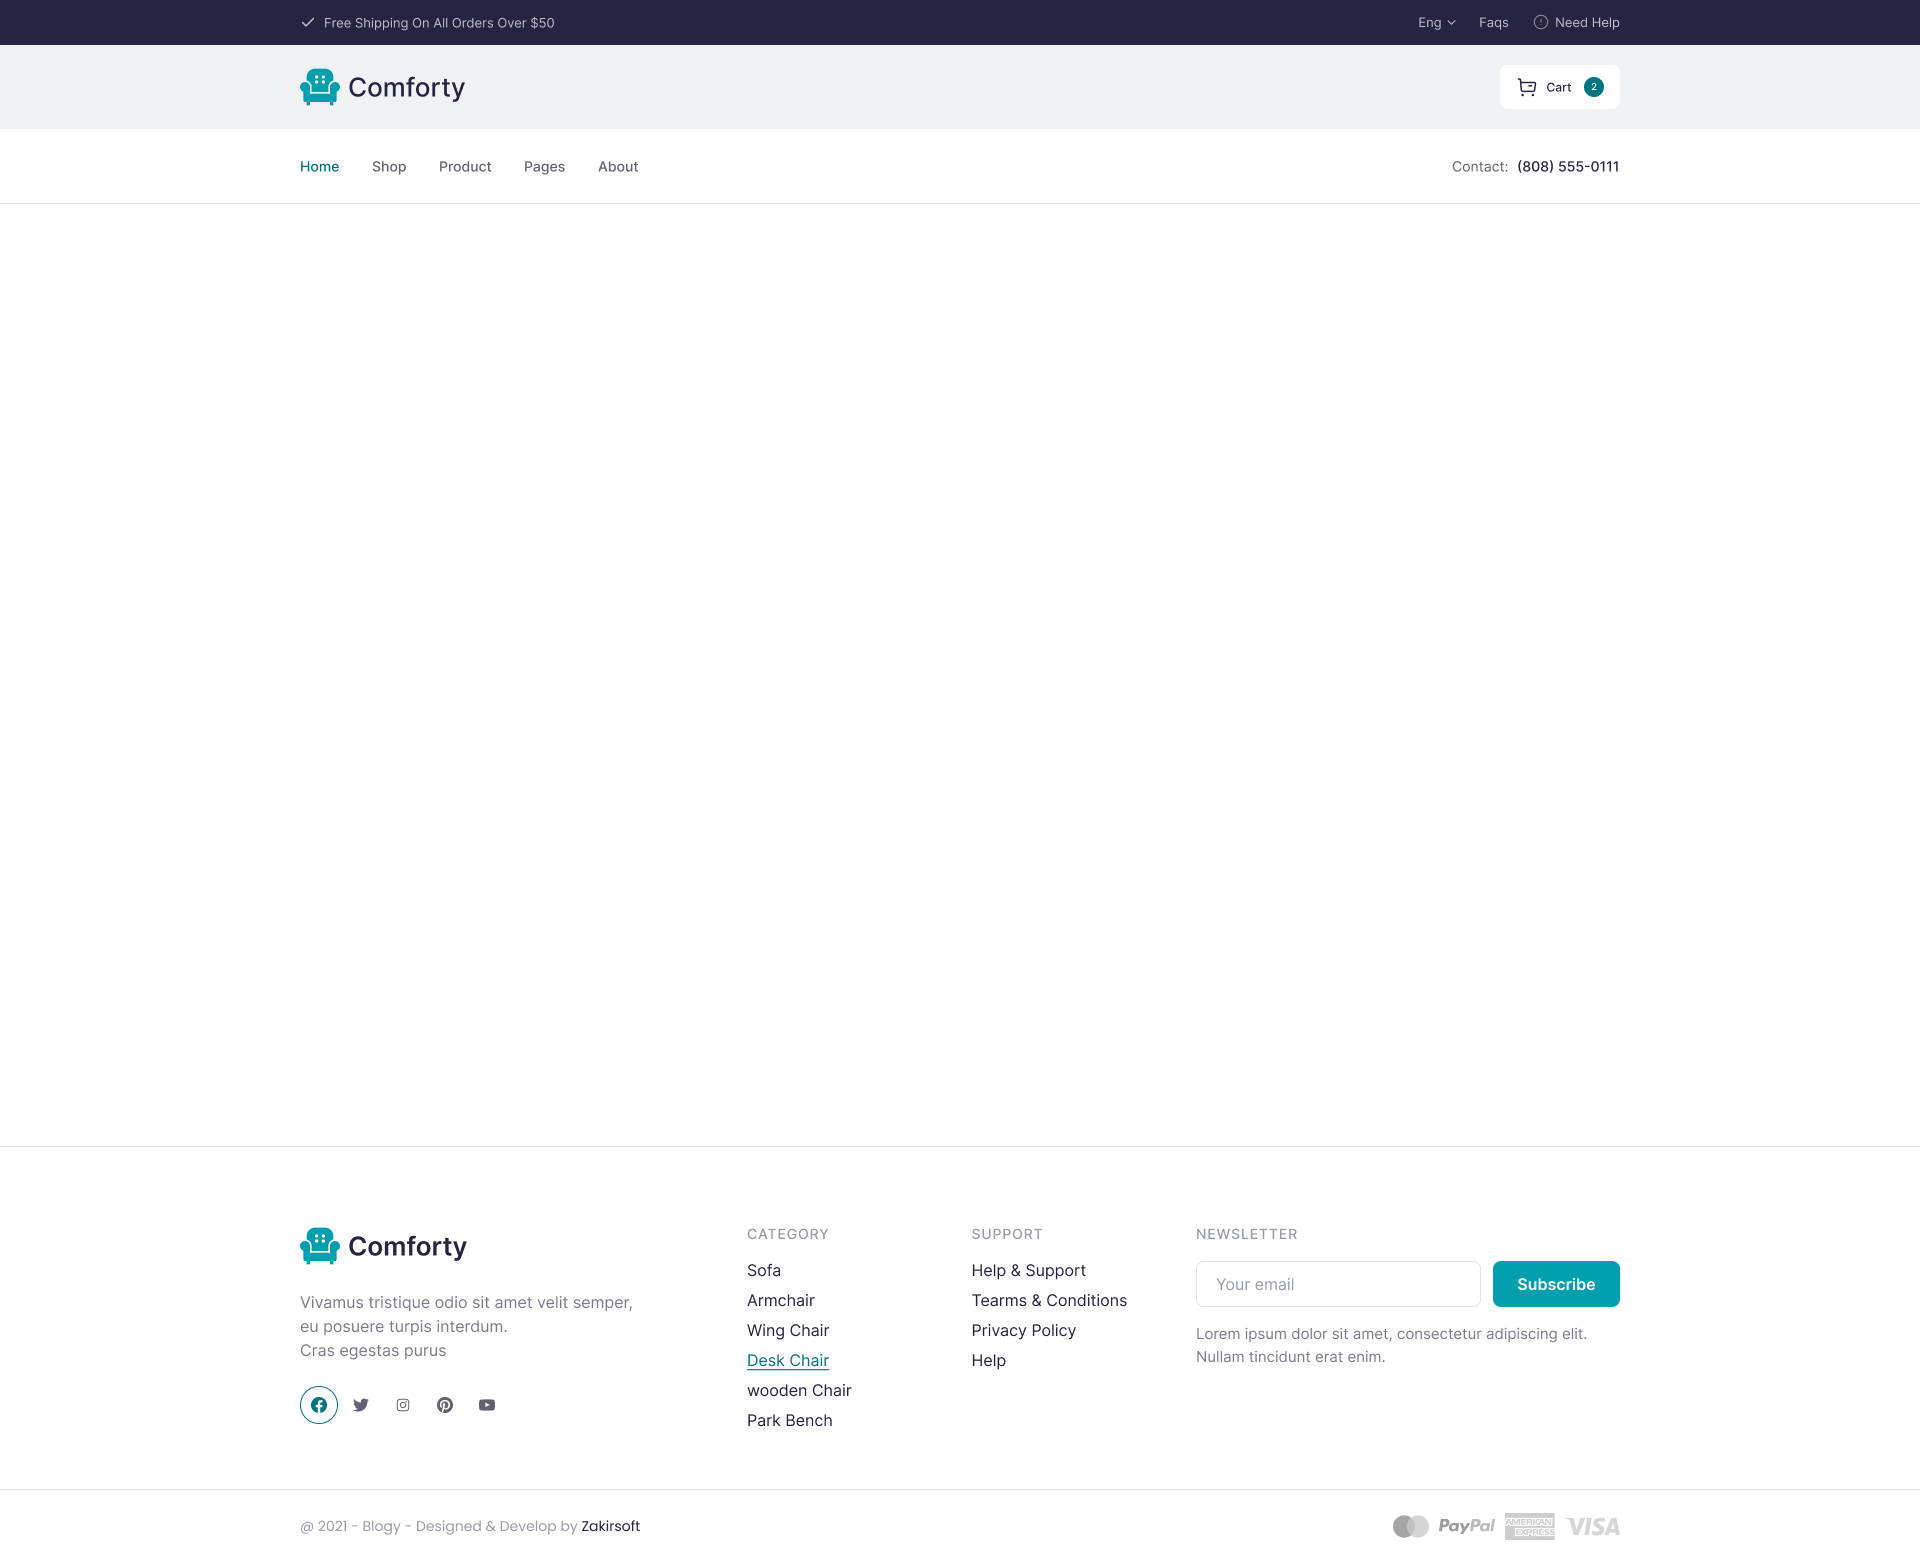 Free Shipping On All Orders Over $50
Eng
Faqs
Need Help
Comforty
Cart 2
Home
Shop
Product
Pages
About
Contact: (808) 555-0111
Comforty
Vivamus tristique odio sit amet velit semper,
eu posuere turpis interdum.
Cras egestas purus
CATEGORY
Sofa
Armchair
Wing Chair
Desk Chair
wooden Chair
Park Bench
SUPPORT
Help & Support
Tearms & Conditions
Privacy Policy
Help
NEWSLETTER
Your email
Subscribe
Lorem ipsum dolor sit amet, consectetur adipiscing elit.
Nullam tincidunt erat enim.
@ 2021 - Blogy - Designed & Develop by Zakirsoft
PayPal
AMERICAN
EXPRESS
VISA